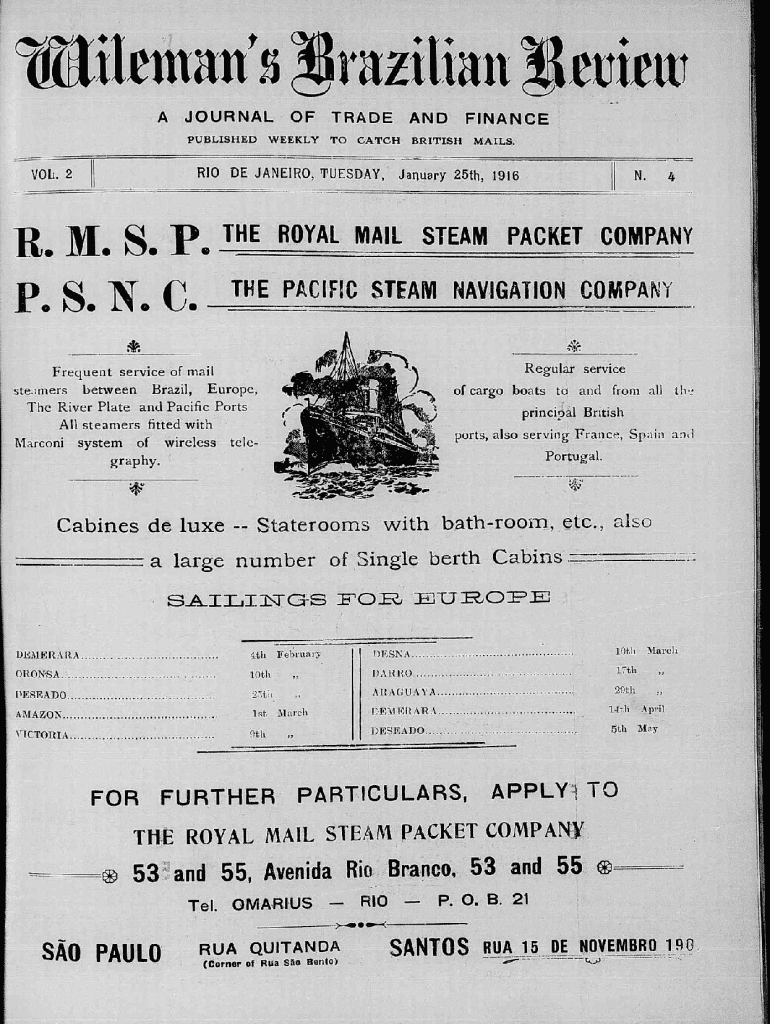 Wileman's Brazilian Review
A JOURNAL OF TRADE AND FINANCE
PUBLISHED WEEKLY TO CATCH BRITISH MAILS.
VOL. 2 RIO DE JANEIRO, TUESDAY, January 25th, 1916 N. 4
R. M. S. P. THE ROYAL MAIL STEAM PACKET COMPANY
P. S. N. C. THE PACIFIC STEAM NAVIGATION COMPANY
Frequent service of mail
steamers between Brazil, Europe,
The River Plate and Pacific Ports
All steamers fitted with
Marconi system of wireless tele-
graphy.
Regular service
of cargo boats to and from all the
principal British
ports, also serving France, Spain and
Portugal.
Cabines de luxe -- Staterooms with bath-room, etc., also
a large number of Single berth Cabins
SAILINGS FOR EUROPE
DEMERARA 4th February
ORONSA 10th „
DESEADO 25th „
AMAZON 1st March
VICTORIA 9th „
DESNA 10th March
DARRO 17th „
ARAGUAYA 29th „
DEMERARA 14th April
DESEADO 5th May
FOR FURTHER PARTICULARS, APPLY TO
THE ROYAL MAIL STEAM PACKET COMPANY
53 and 55, Avenida Rio Branco, 53 and 55
Tel. OMARIUS — RIO — P. O. B. 21
SÃO PAULO RUA QUITANDA SANTOS RUA 15 DE NOVEMBRO 190
(Corner of Rua São Bento)